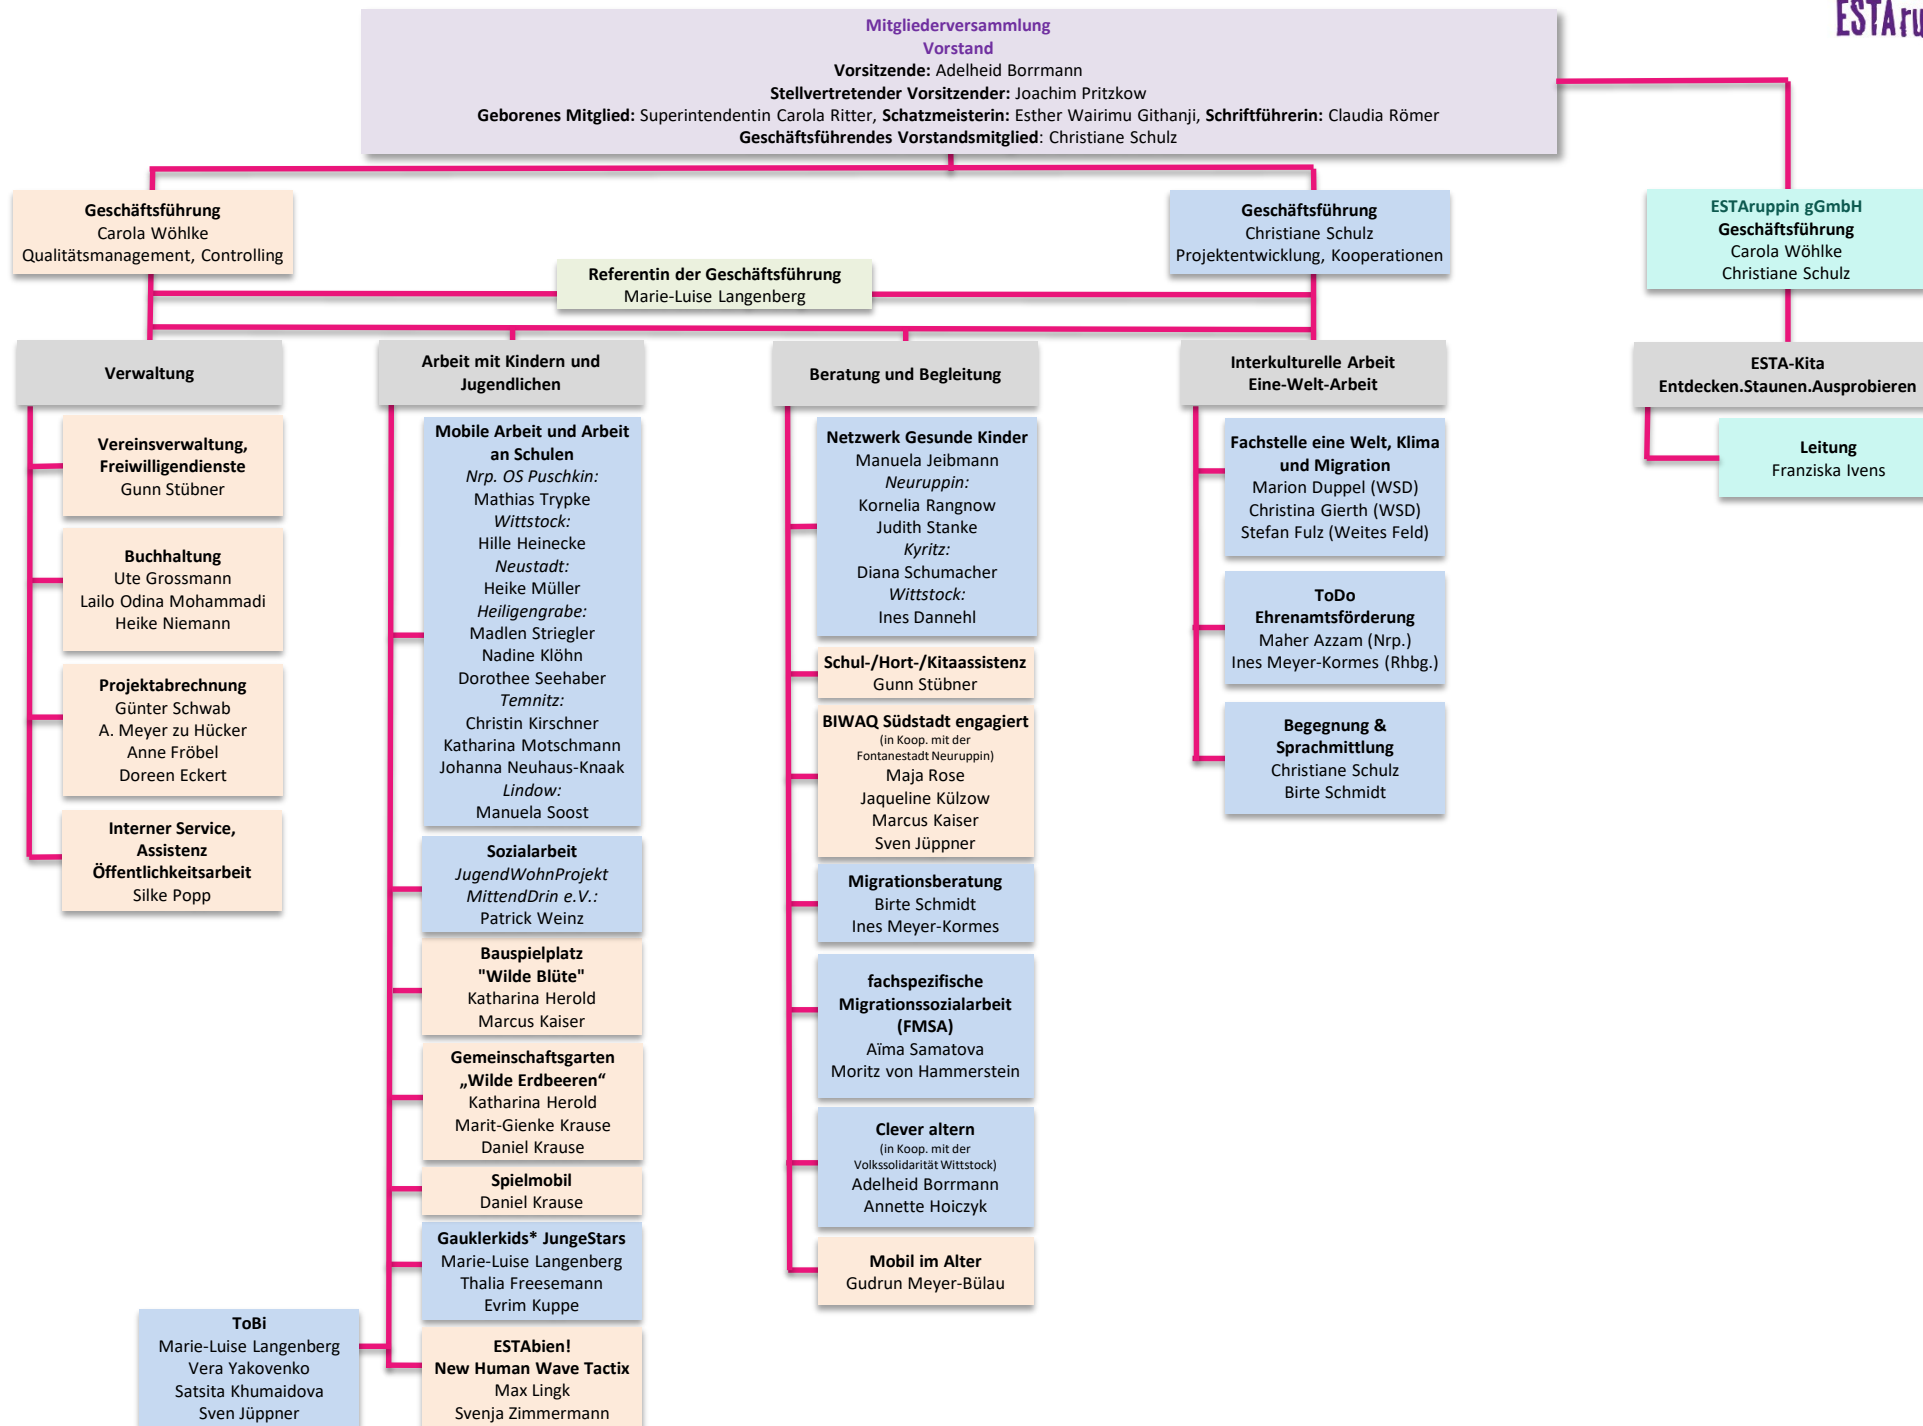 ESTAru
Mitgliederversammlung
Vorstand
Vorsitzende: Adelheid Borrmann
Stellvertretender Vorsitzender: Joachim Pritzkow
Geborenes Mitglied: Superintendentin Carola Ritter, Schatzmeisterin: Esther Wairimu Githanji, Schriftführerin: Claudia Römer
Geschäftsführendes Vorstandsmitglied: Christiane Schulz
Geschäftsführung
Carola Wöhlke
Qualitätsmanagement, Controlling
Geschäftsführung
Christiane Schulz
Projektentwicklung, Kooperationen
ESTAruppin gGmbH
Geschäftsführung
Carola Wöhlke
Christiane Schulz
Referentin der Geschäftsführung
Marie-Luise Langenberg
Verwaltung
Vereinsverwaltung,
Freiwilligendienste
Gunn Stübner
Buchhaltung
Ute Grossmann
Lailo Odina Mohammadi
Heike Niemann
Projektabrechnung
Günter Schwab
A. Meyer zu Hücker
Anne Fröbel
Doreen Eckert
Interner Service,
Assistenz
Öffentlichkeitsarbeit
Silke Popp
Arbeit mit Kindern und
Jugendlichen
Mobile Arbeit und Arbeit
an Schulen
Nrp. OS Puschkin:
Mathias Trypke
Wittstock:
Hille Heinecke
Neustadt:
Heike Müller
Heiligengrabe:
Madlen Striegler
Nadine Klöhn
Dorothee Seehaber
Temnitz:
Christin Kirschner
Katharina Motschmann
Johanna Neuhaus-Knaak
Lindow:
Manuela Soost
Sozialarbeit
JugendWohnProjekt
MittendDrin e.V.:
Patrick Weinz
Bauspielplatz
"Wilde Blüte"
Katharina Herold
Marcus Kaiser
Gemeinschaftsgarten
„Wilde Erdbeeren“
Katharina Herold
Marit-Gienke Krause
Daniel Krause
Spielmobil
Daniel Krause
Gauklerkids* JungeStars
Marie-Luise Langenberg
Thalia Freesemann
Evrim Kuppe
ToBi
Marie-Luise Langenberg
Vera Yakovenko
Satsita Khumaidova
Sven Jüppner
ESTAbien!
New Human Wave Tactix
Max Lingk
Svenja Zimmermann
Beratung und Begleitung
Netzwerk Gesunde Kinder
Manuela Jeibmann
Neuruppin:
Kornelia Rangnow
Judith Stanke
Kyritz:
Diana Schumacher
Wittstock:
Ines Dannehl
Schul-/Hort-/Kitaassistenz
Gunn Stübner
BIWAQ Südstadt engagiert
(in Koop. mit der
Fontanestadt Neuruppin)
Maja Rose
Jaqueline Külzow
Marcus Kaiser
Sven Jüppner
Migrationsberatung
Birte Schmidt
Ines Meyer-Kormes
fachspezifische
Migrationssozialarbeit
(FMSA)
Aïma Samatova
Moritz von Hammerstein
Clever altern
(in Koop. mit der
Volkssolidarität Wittstock)
Adelheid Borrmann
Annette Hoiczyk
Mobil im Alter
Gudrun Meyer-Bülau
Interkulturelle Arbeit
Eine-Welt-Arbeit
Fachstelle eine Welt, Klima
und Migration
Marion Duppel (WSD)
Christina Gierth (WSD)
Stefan Fulz (Weites Feld)
ToDo
Ehrenamtsförderung
Maher Azzam (Nrp.)
Ines Meyer-Kormes (Rhbg.)
Begegnung &
Sprachmittlung
Christiane Schulz
Birte Schmidt
ESTA-Kita
Entdecken.Staunen.Ausprobieren
Leitung
Franziska Ivens